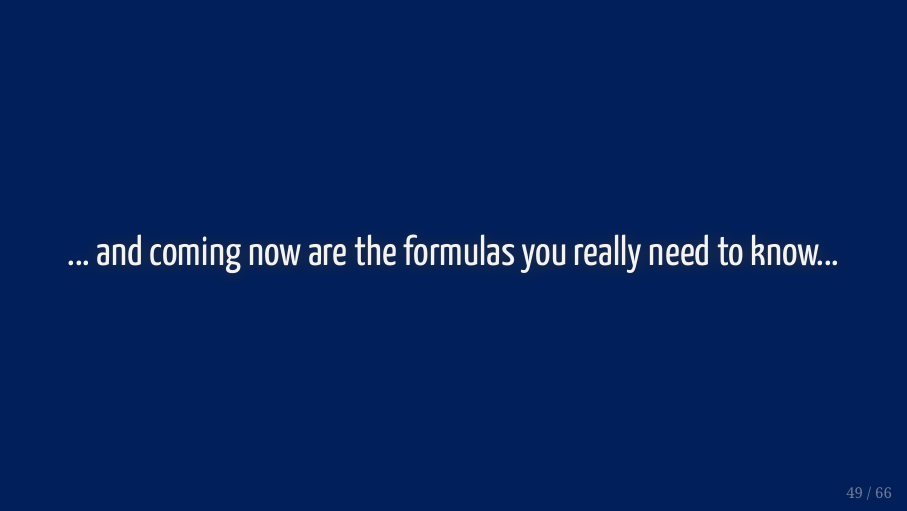 ... and coming now are the formulas you really need to know...
49 / 66